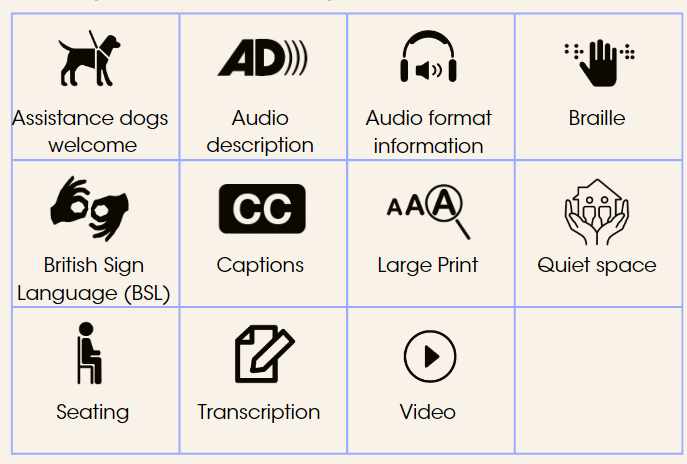 AD
CC
AAA
Assistance dogs
welcome
Audio
description
Audio format
information
Braille
British Sign
Language (BSL)
Captions
Large Print
Quiet space
Seating
Transcription
Video